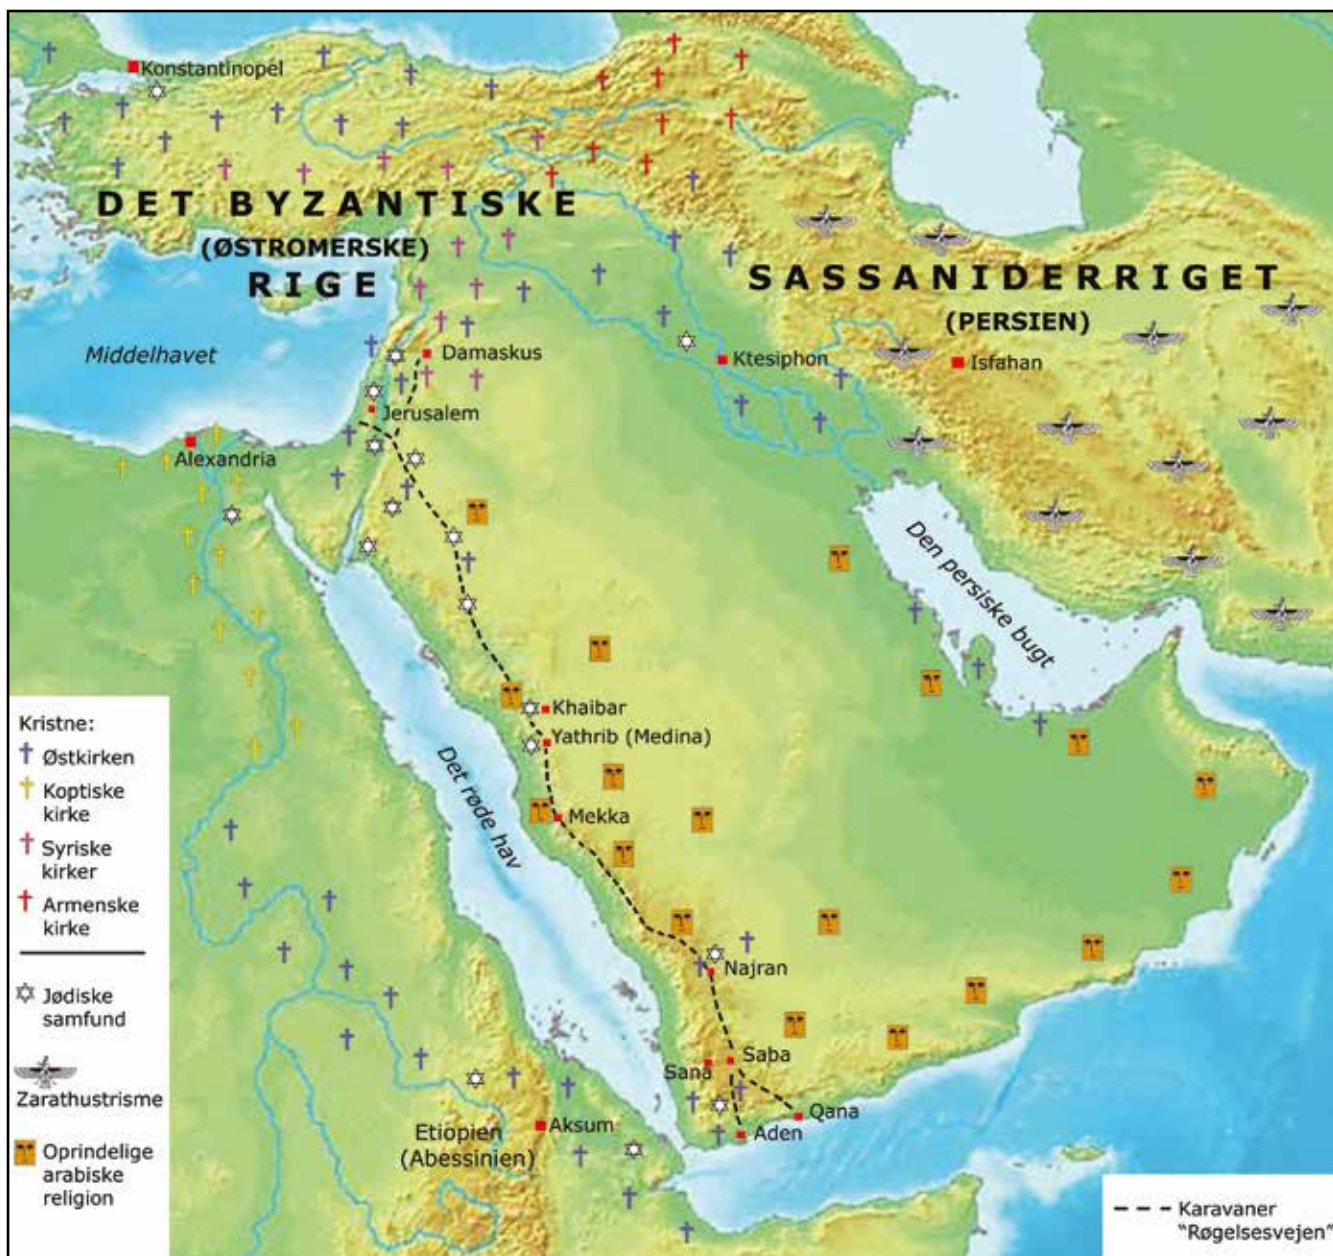 Konstantinopel
DET BYZANTISKE
(ØSTROMERSKE)
RIGE
SASSANIDERRIGET
(PERSIEN)
Middelhavet
Damaskus
Ktesiphon
Isfahan
Jerusalem
Alexandria
Den persiske bugt
Khaibar
Yathrib (Medina)
Det røde hav
Mekka
Najran
Saba
Sana
Qana
Aden
Aksum
Etiopien
(Abessinien)
Kristne:
Østkirken
Koptiske
kirke
Syriske
kirker
Armenske
kirke
Jødiske
samfund
Zarathustrisme
Oprindelige
arabiske
religion
Karavaner
"Røgelsesvejen"